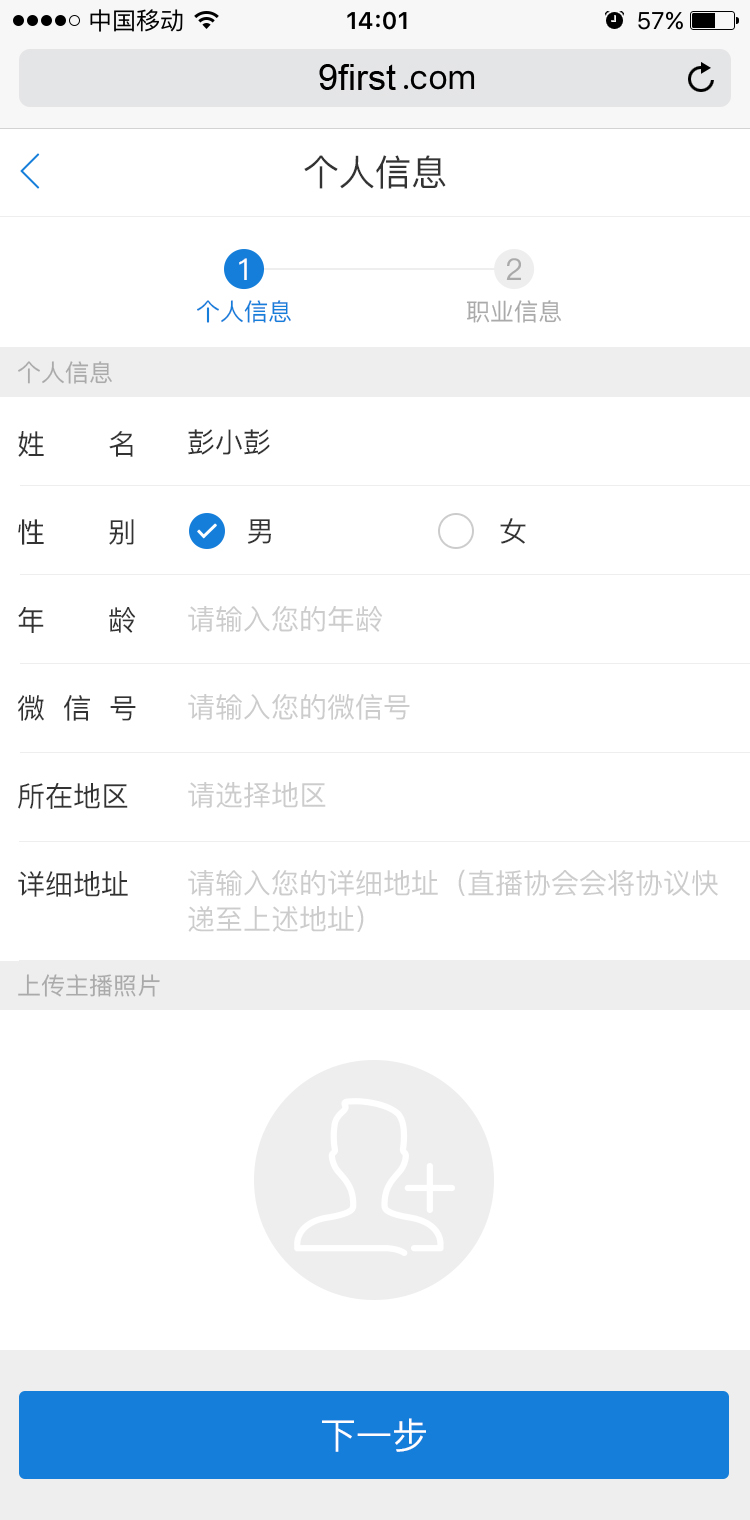 中国移动 14:01 57%
9first.com
个人信息
1 2
个人信息 职业信息
个人信息
姓名 彭小彭
性别 男 女
年龄 请输入您的年龄
微信号 请输入您的微信号
所在地区 请选择地区
详细地址 请输入您的详细地址（直播协会会将协议快
递至上述地址）
上传主播照片
下一步